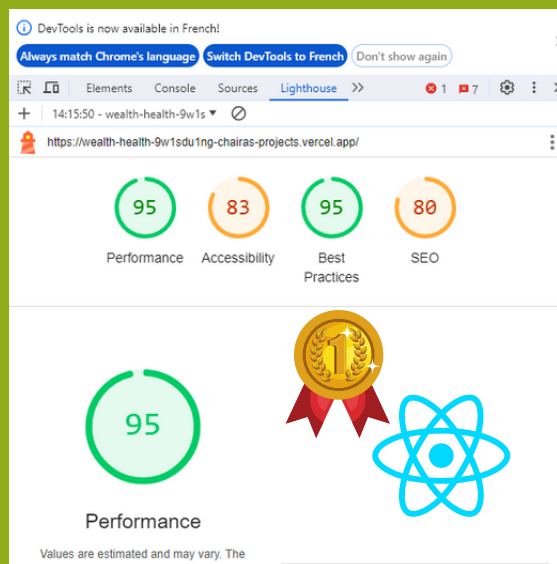 DevTools is now available in French!
Always match Chrome's language Switch DevTools to French Don't show again
Elements Console Sources Lighthouse 1 7
14:15:50 - wealth-health-9w1s
https://wealth-health-9w1sdu1ng-chairas-projects.vercel.app/
95 83 95 80
Performance Accessibility Best Practices SEO
1
95
Performance
Values are estimated and may vary. The